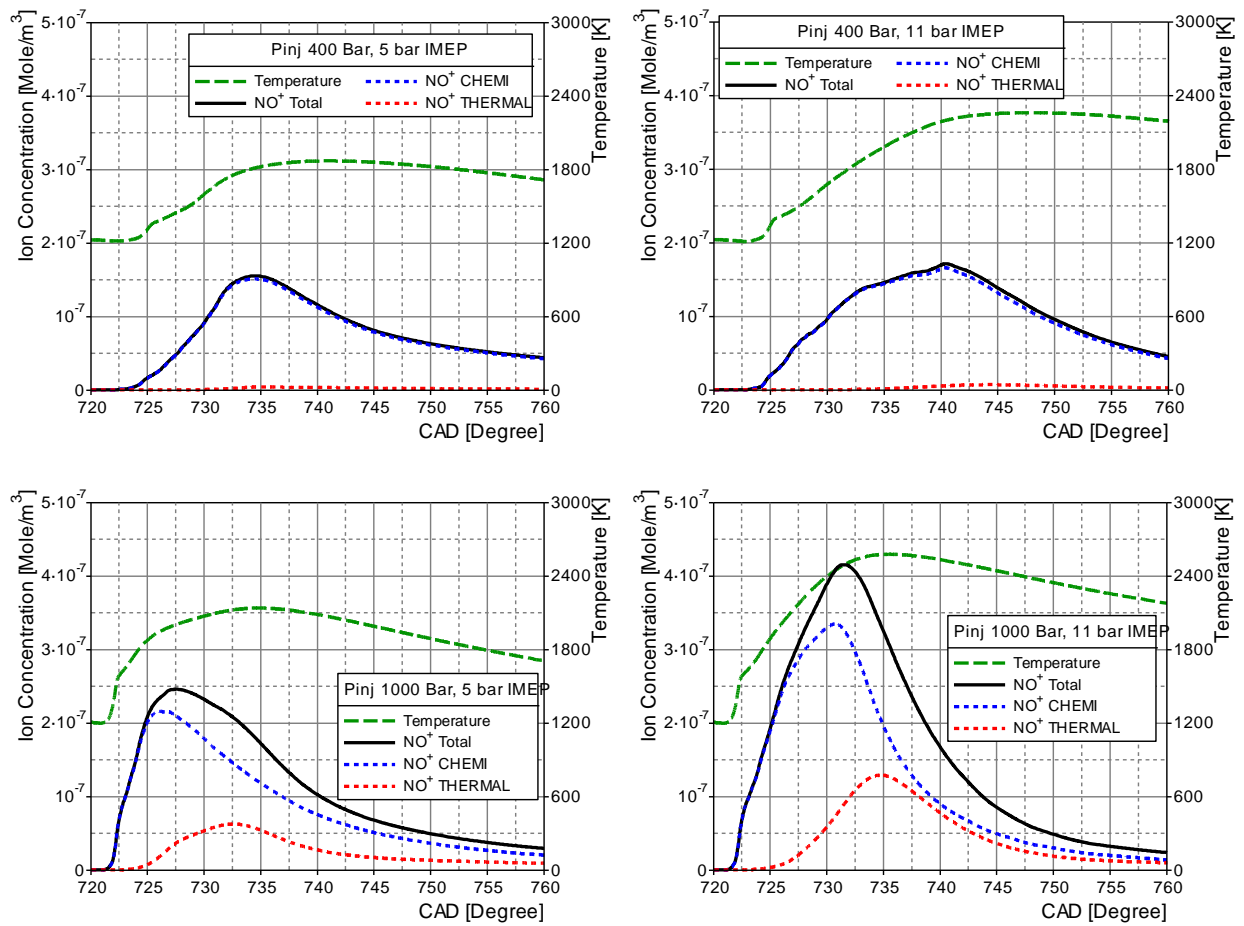 Pinj 400 Bar, 5 bar IMEP
Temperature
NO⁺ CHEMI
NO⁺ Total
NO⁺ THERMAL
Ion Concentration [Mole/m³]
5·10⁻⁷
4·10⁻⁷
3·10⁻⁷
2·10⁻⁷
10⁻⁷
0
Temperature [K]
3000
2400
1800
1200
600
0
720 725 730 735 740 745 750 755 760
CAD [Degree]
Pinj 400 Bar, 11 bar IMEP
Temperature
NO⁺ CHEMI
NO⁺ Total
NO⁺ THERMAL
Ion Concentration [Mole/m³]
5·10⁻⁷
4·10⁻⁷
3·10⁻⁷
2·10⁻⁷
10⁻⁷
0
Temperature [K]
3000
2400
1800
1200
600
0
720 725 730 735 740 745 750 755 760
CAD [Degree]
Pinj 1000 Bar, 5 bar IMEP
Temperature
NO⁺ Total
NO⁺ CHEMI
NO⁺ THERMAL
Ion Concentration [Mole/m³]
5·10⁻⁷
4·10⁻⁷
3·10⁻⁷
2·10⁻⁷
10⁻⁷
0
Temperature [K]
3000
2400
1800
1200
600
0
720 725 730 735 740 745 750 755 760
CAD [Degree]
Pinj 1000 Bar, 11 bar IMEP
Temperature
NO⁺ Total
NO⁺ CHEMI
NO⁺ THERMAL
Ion Concentration [Mole/m³]
5·10⁻⁷
4·10⁻⁷
3·10⁻⁷
2·10⁻⁷
10⁻⁷
0
Temperature [K]
3000
2400
1800
1200
600
0
720 725 730 735 740 745 750 755 760
CAD [Degree]